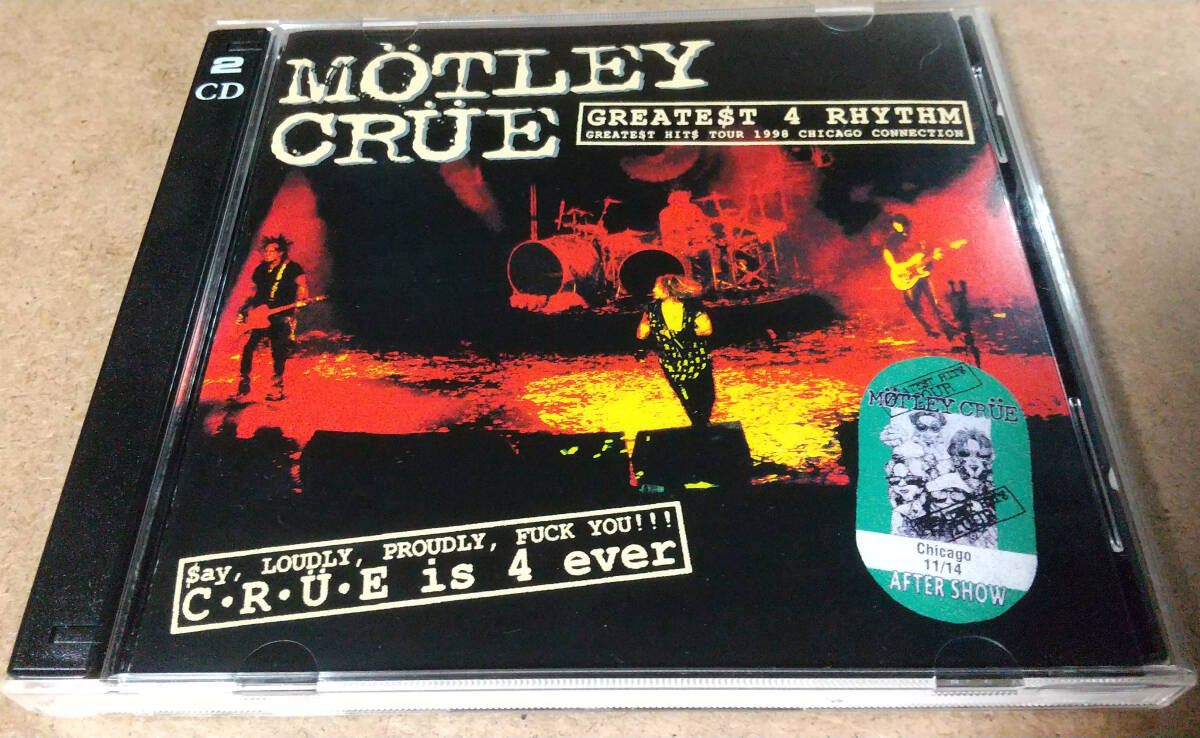 2
CD
MÖTLEY
CRÜE
GREATE$T 4 RHYTHM
GREATE$T HIT$ TOUR 1998 CHICAGO CONNECTION
$ay, LOUDLY, PROUDLY, FUCK YOU!!!
C·R·Ü·E is 4 ever
MÖTLEY CRÜE
Chicago
11/14
AFTER SHOW